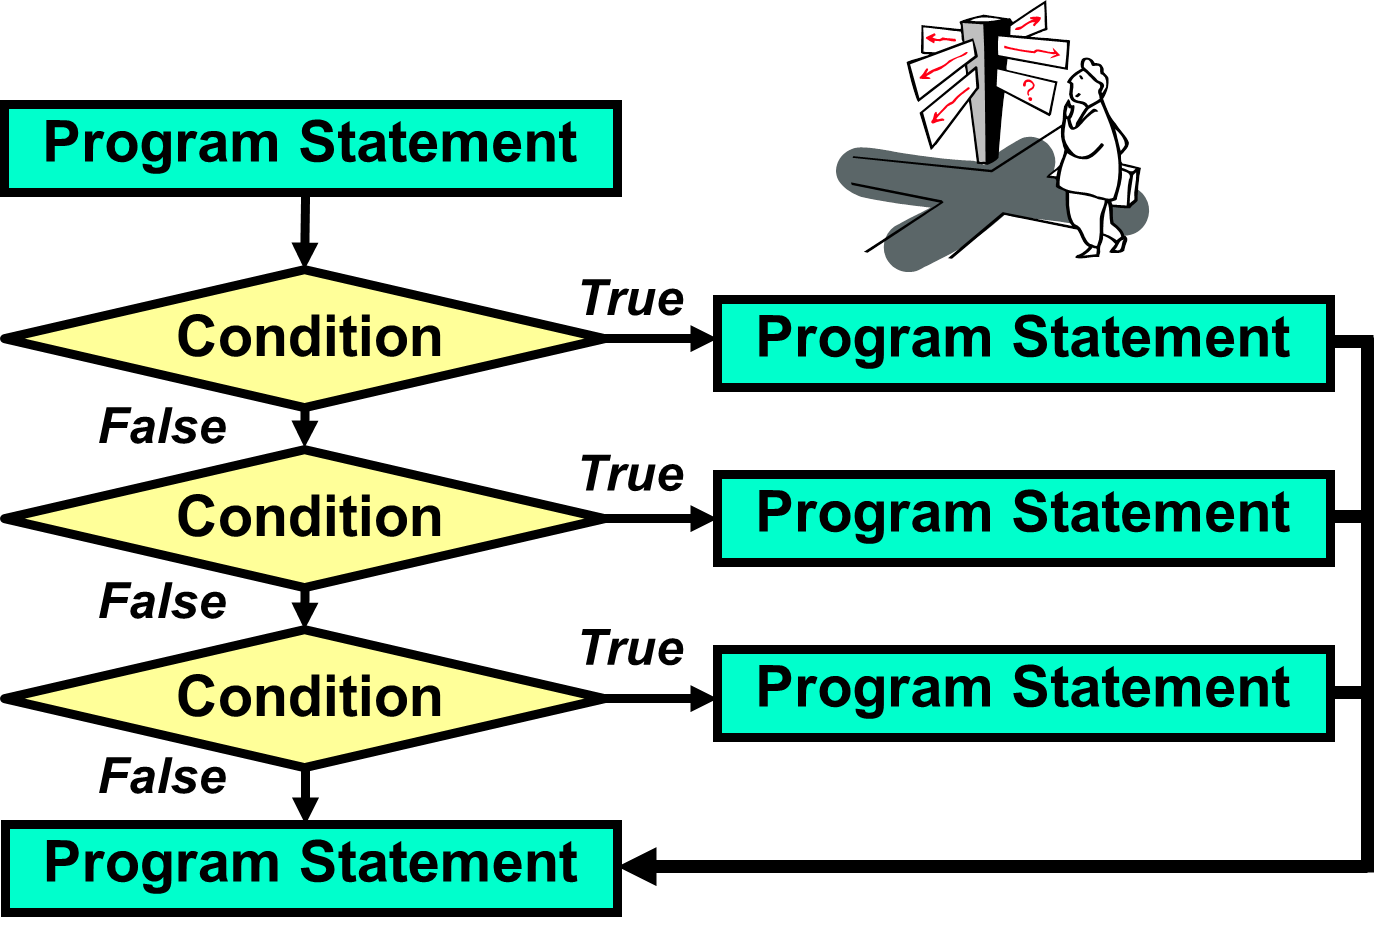 Program Statement
?
True
Condition
Program Statement
False
True
Condition
Program Statement
False
True
Condition
Program Statement
False
Program Statement